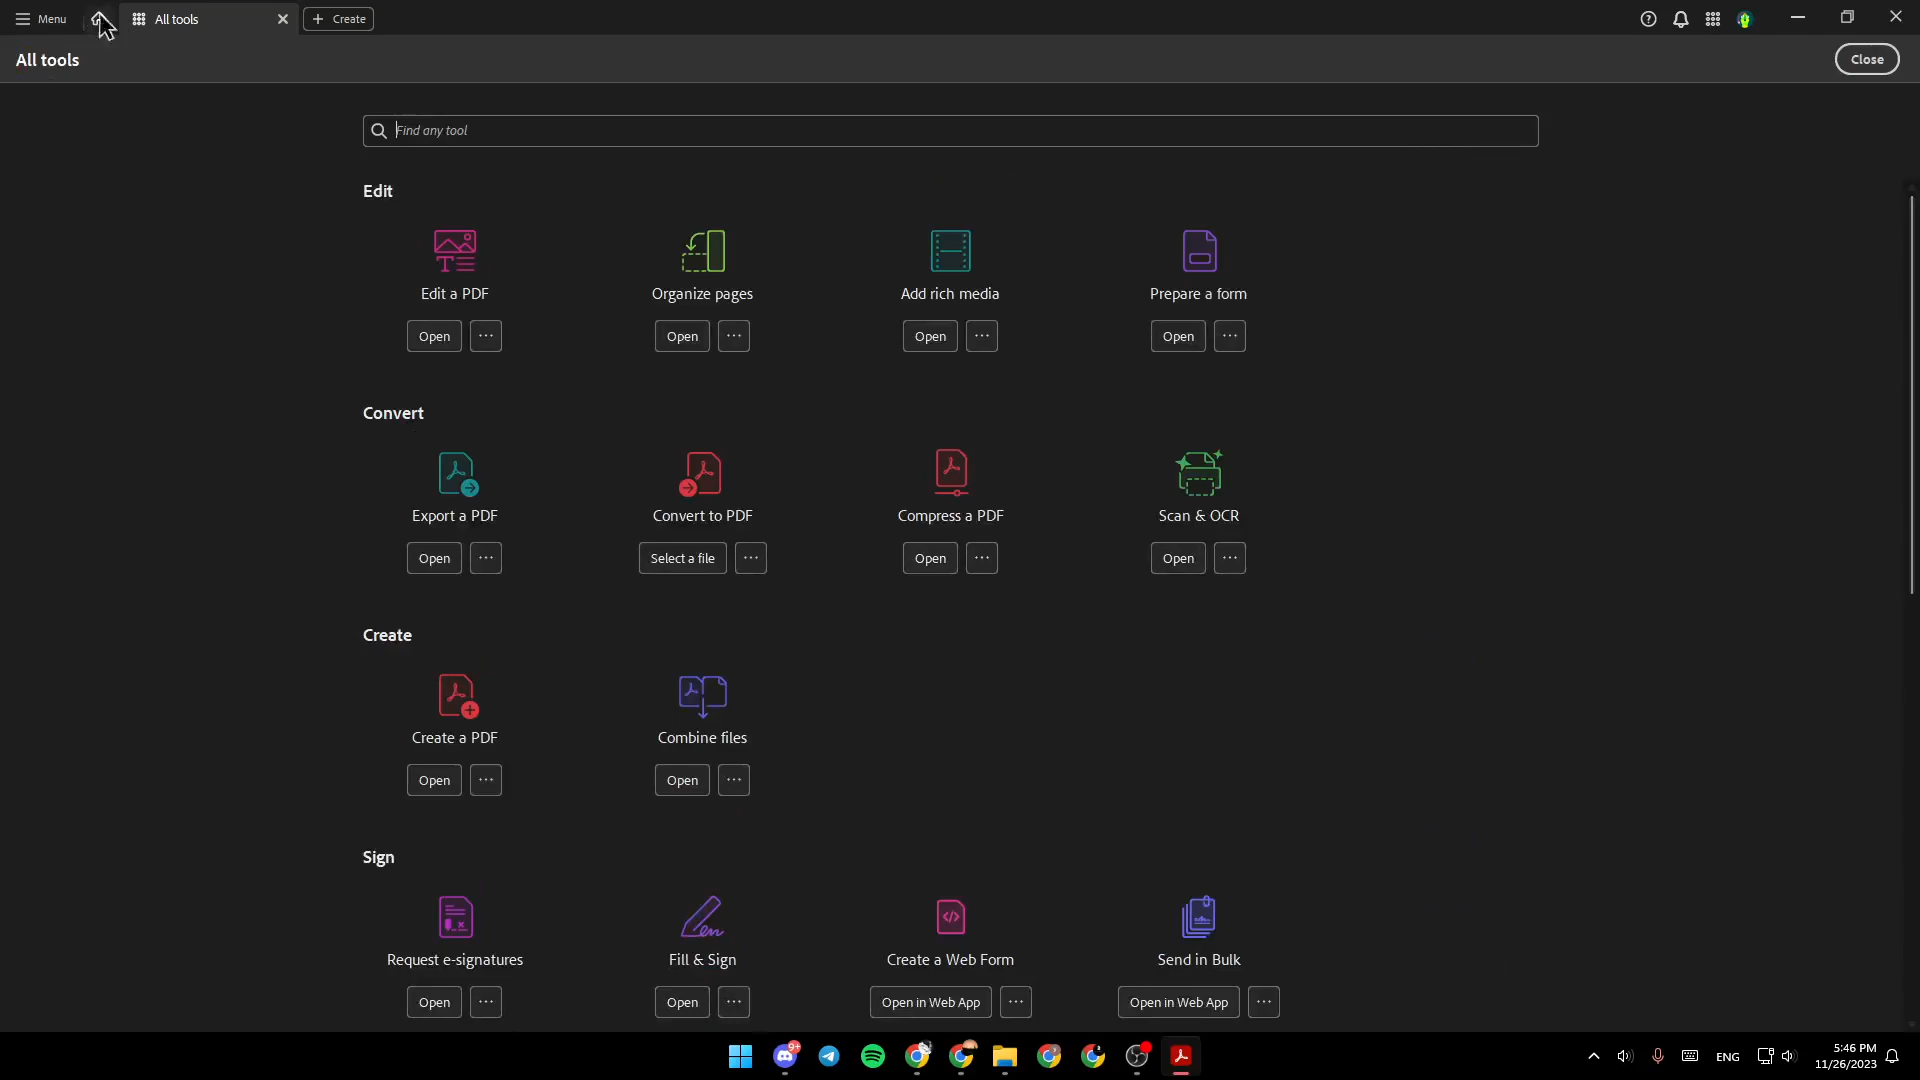 Menu
All tools
Create
All tools
Close
Find any tool
Edit
Edit a PDF
Organize pages
Add rich media
Prepare a form
Open
Open
Open
Open
Convert
Export a PDF
Convert to PDF
Compress a PDF
Scan & OCR
Open
Select a file
Open
Open
Create
Create a PDF
Combine files
Open
Open
Sign
Request e-signatures
Fill & Sign
Create a Web Form
Send in Bulk
Open
Open
Open in Web App
Open in Web App
9+
ENG
5:46 PM
11/26/2023